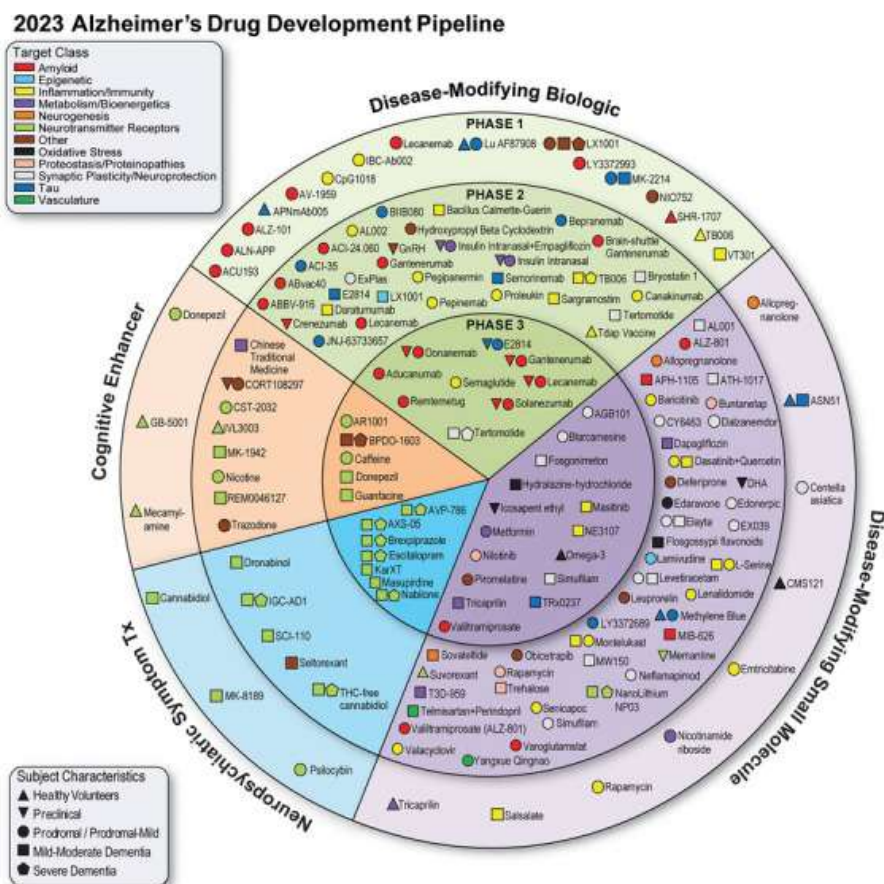 2023 Alzheimer's Drug Development Pipeline
Target Class
Amyloid
Epigenetic
Inflammation/Immunity
Metabolism/Bioenergetics
Neurogenesis
Neurotransmitter Receptors
Other
Oxidative Stress
Proteostasis/Proteinopathies
Synaptic Plasticity/Neuroprotection
Tau
Vasculature
Disease-Modifying Biologic
PHASE 1
Lecanemab
Lu AF87908
LX1001
IBC-Ab002
LY3372993
CpG1018
MK-2214
AV-1959
NIO752
APNmAb005
SHR-1707
ALZ-101
TB006
ALN-APP
VT301
ACU193
PHASE 2
BIIB080
Bacillus Calmette-Guerin
Bepranemab
AL002
Hydroxypropyl Beta Cyclodextrin
ACI-24.060
GnRH
Insulin Intranasal+Empagliflozin
Brain-shuttle
Gantenerumab
ACI-35
Gantenerumab
Insulin Intranasal
ABvac40
ExPlas
Pegipanermin
Semorinemab
TB006
Bryostatin 1
E2814
LX1001
Proleukin
Canakinumab
ABBV-916
Daratumumab
Pepinemab
Sargramostim
Crenezumab
Lecanemab
Tertomotide
JNJ-63733657
Tdap Vaccine
PHASE 3
Donanemab
E2814
Gantenerumab
Aducanumab
Semaglutide
Lecanemab
Remternetug
Solanezumab
Tertomotide
Cognitive Enhancer
Donepezil
GB-5001
Mecamyl-
amine
Chinese
Traditional
Medicine
CORT108297
CST-2032
IVL3003
MK-1942
Nicotine
REM0046127
Trazodone
AR1001
BPDO-1603
Caffeine
Donepezil
Guanfacine
Neuropsychiatric Symptom Tx
AVP-786
AXS-05
Brexpiprazole
Escitalopram
KarXT
Masupirdine
Nabilone
Dronabinol
IGC-AD1
SCI-110
Seltorexant
THC-free
cannabidiol
Cannabidiol
MK-8189
Psilocybin
Disease-Modifying Small Molecule
AGB101
Blarcamesine
Fosgonimeton
Hydralazine-hydrochloride
Icosapent ethyl
Masitinib
Metformin
NE3107
Nilotinib
Omega-3
Piromelatine
Simufilam
Tricaprilin
TRx0237
Valiltramiprosate
AL001
ALZ-801
Allopregnanolone
APH-1105
ATH-1017
Baricitinib
Buntanetap
CY6463
Dalzanemdor
Dapagliflozin
Dasatinib+Quercetin
Deferiprone
DHA
Edaravone
Edonerpic
Elayta
EX039
Flosgossypii flavonoids
Lamivudine
L-Serine
Levetiracetam
Leuprorelin
Lenalidomide
LY3372689
Methylene Blue
Montelukast
MIB-626
MW150
Memantine
Neflamapimod
NanoLithium
NP03
Sovateltide
Obicetrapib
Suvorexant
Rapamycin
T3D-959
Trehalose
Telmisartan+Perindopril
Senicapoc
Valiltramiprosate (ALZ-801)
Simufilam
Valacyclovir
Varoglutamstat
Yangxue Qingnao
Allopreg-
nanolone
ASN51
Centella
asiatica
CMS121
Emtricitabine
Nicotinamide
riboside
Rapamycin
Salsalate
Tricaprilin
Subject Characteristics
Healthy Volunteers
Preclinical
Prodromal / Prodromal-Mild
Mild-Moderate Dementia
Severe Dementia